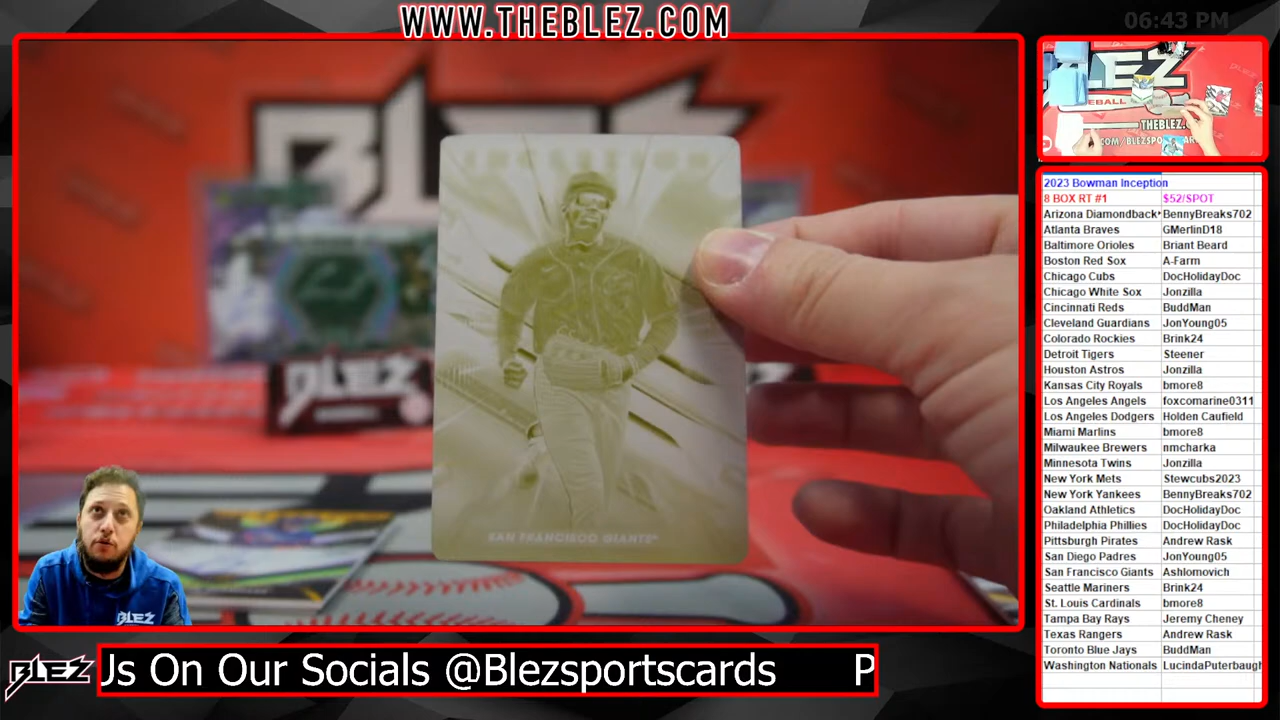 WWW.THEBLEZ.COM
06:43 PM
BLEZ
SAN FRANCISCO GIANTS
BLEZ
BLEZ
THEBLEZ.
2023 Bowman Inception
8 BOX RT #1 $52/SPOT
Arizona Diamondback BennyBreaks702
Atlanta Braves GMerlinD18
Baltimore Orioles Briant Beard
Boston Red Sox A-Farm
Chicago Cubs DocHolidayDoc
Chicago White Sox Jonzilla
Cincinnati Reds BuddMan
Cleveland Guardians JonYoung05
Colorado Rockies Brink24
Detroit Tigers Steener
Houston Astros Jonzilla
Kansas City Royals bmore8
Los Angeles Angels foxcomarine0311
Los Angeles Dodgers Holden Caufield
Miami Marlins bmore8
Milwaukee Brewers nmcharka
Minnesota Twins Jonzilla
New York Mets Stewcubs2023
New York Yankees BennyBreaks702
Oakland Athletics DocHolidayDoc
Philadelphia Phillies DocHolidayDoc
Pittsburgh Pirates Andrew Rask
San Diego Padres JonYoung05
San Francisco Giants Ashlomovich
Seattle Mariners Brink24
St. Louis Cardinals bmore8
Tampa Bay Rays Jeremy Cheney
Texas Rangers Andrew Rask
Toronto Blue Jays BuddMan
Washington Nationals LucindaPuterbaugh
BLEZ
Us On Our Socials @Blezsportscards P